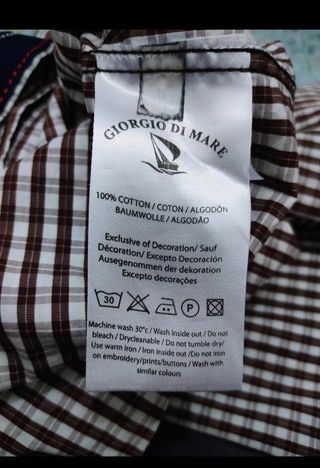 GIORGIO DI MARE
100% COTTON / COTON / ALGODÓN
BAUMWOLLE / ALGODÃO
Exclusive of Decoration/ Sauf
Décoration/ Excepto Decoración
Ausgenommen der dekoration
Excepto decorações
30 P
Machine wash 30°c / Wash Inside out / Do not
bleach / Drycleanable / Do not tumble dry/
Use warm iron / Iron inside out /Do not iron
on embroidery/prints/buttons / Wash with
similar colours